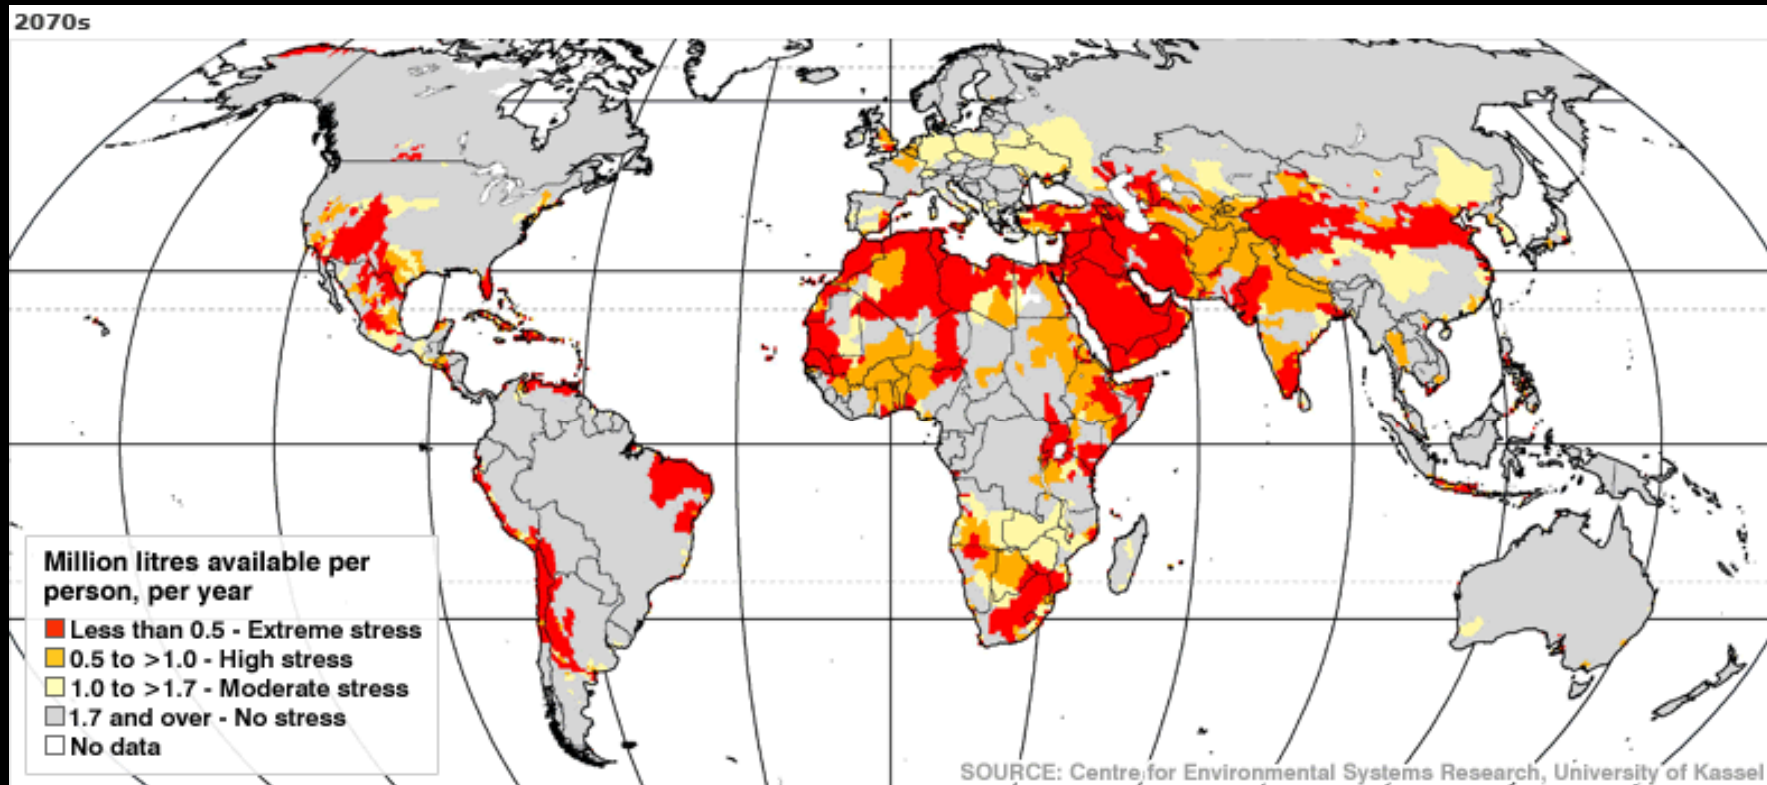 2070s
Million litres available per
person, per year
Less than 0.5 - Extreme stress
0.5 to >1.0 - High stress
1.0 to >1.7 - Moderate stress
1.7 and over - No stress
No data
SOURCE: Centre for Environmental Systems Research, University of Kassel